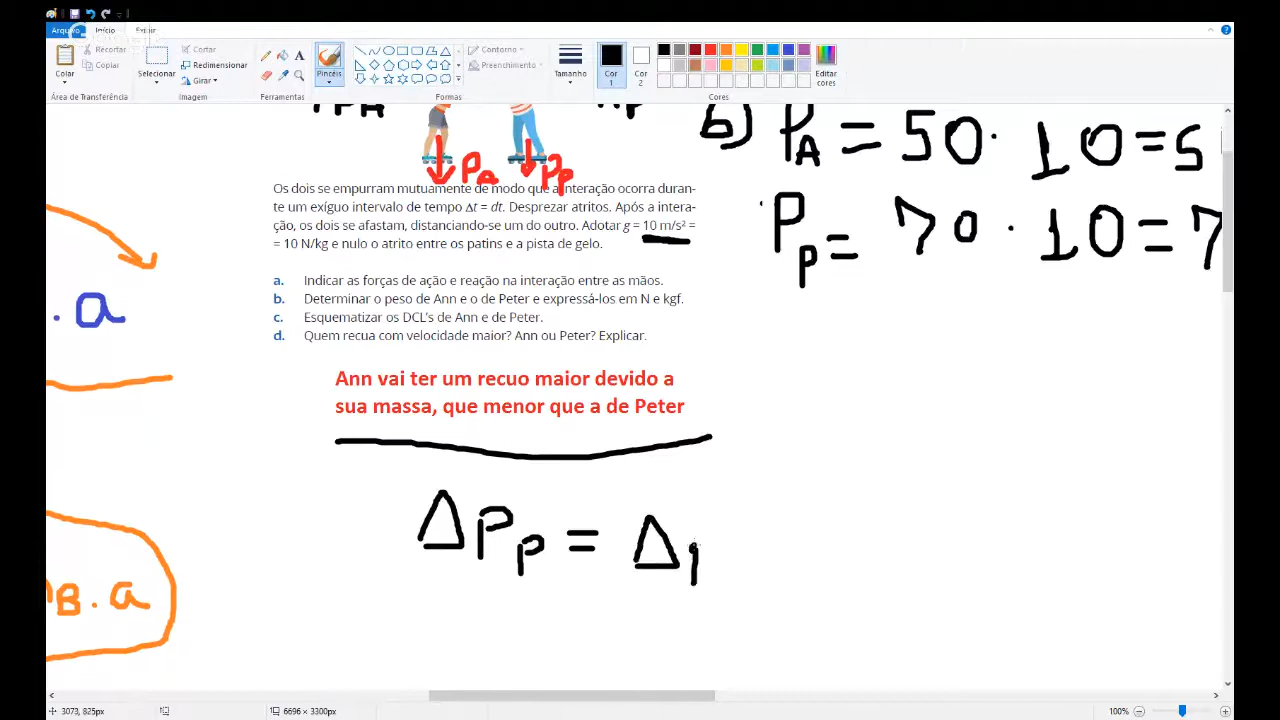 Arquivo Início Exibir
Colar
Recortar
Copiar
Área de Transferência
Selecionar
Cortar
Redimensionar
Girar
Imagem
A
Ferramentas
Pincéis
Contorno
Preenchimento
Formas
Tamanho
Cor 1
Cor 2
Editar cores
Cores
b) PA = 50 . 10 = 5
Pp = 70 . 10 = 7
PA Pp
Os dois se empurram mutuamente de modo que a interação ocorra duran-
te um exíguo intervalo de tempo Δt = dt. Desprezar atritos. Após a intera-
ção, os dois se afastam, distanciando-se um do outro. Adotar g = 10 m/s² =
= 10 N/kg e nulo o atrito entre os patins e a pista de gelo.
a. Indicar as forças de ação e reação na interação entre as mãos.
b. Determinar o peso de Ann e o de Peter e expressá-los em N e kgf.
c. Esquematizar os DCL's de Ann e de Peter.
d. Quem recua com velocidade maior? Ann ou Peter? Explicar.
. a
Ann vai ter um recuo maior devido a
sua massa, que menor que a de Peter
ΔPp = Δ
B . a
3073, 825px
6696 × 3300px
100%